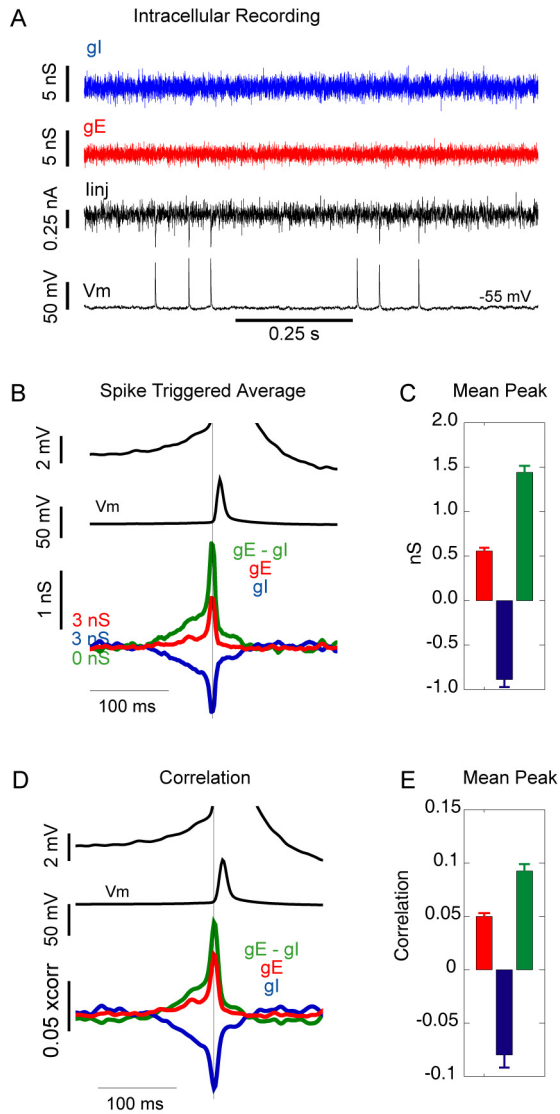 A
Intracellular Recording
gI
5 nS
gE
5 nS
Iinj
0.25 nA
Vm
50 mV
-55 mV
0.25 s
B
Spike Triggered Average
2 mV
Vm
50 mV
gE - gI
gE
gI
1 nS
3 nS
3 nS
0 nS
100 ms
C
Mean Peak
2.0
1.5
1.0
nS
0.5
0.0
-0.5
-1.0
D
Correlation
2 mV
Vm
50 mV
gE - gI
gE
gI
0.05 xcorr
100 ms
E
Mean Peak
0.15
0.1
Correlation
0.05
0
-0.05
-0.1